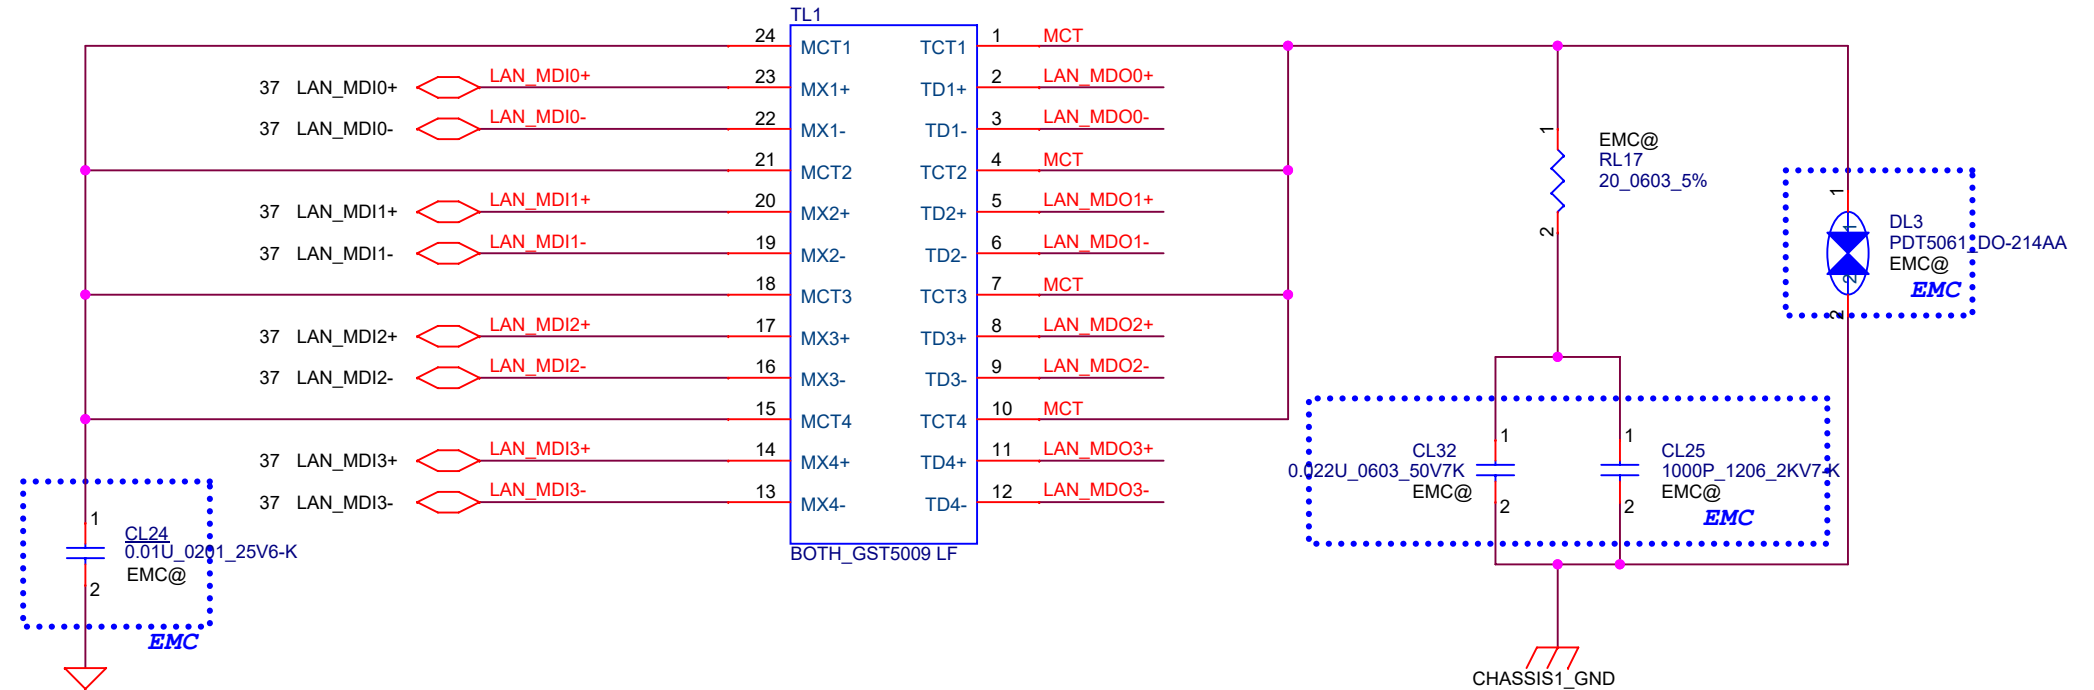 TL1
24 MCT1 TCT1 1 MCT
37 LAN_MDI0+ LAN_MDI0+ 23 MX1+ TD1+ 2 LAN_MDO0+
37 LAN_MDI0- LAN_MDI0- 22 MX1- TD1- 3 LAN_MDO0-
21 MCT2 TCT2 4 MCT
37 LAN_MDI1+ LAN_MDI1+ 20 MX2+ TD2+ 5 LAN_MDO1+
37 LAN_MDI1- LAN_MDI1- 19 MX2- TD2- 6 LAN_MDO1-
18 MCT3 TCT3 7 MCT
37 LAN_MDI2+ LAN_MDI2+ 17 MX3+ TD3+ 8 LAN_MDO2+
37 LAN_MDI2- LAN_MDI2- 16 MX3- TD3- 9 LAN_MDO2-
15 MCT4 TCT4 10 MCT
37 LAN_MDI3+ LAN_MDI3+ 14 MX4+ TD4+ 11 LAN_MDO3+
37 LAN_MDI3- LAN_MDI3- 13 MX4- TD4- 12 LAN_MDO3-
BOTH_GST5009 LF
1
CL24
0.01U_0201_25V6-K
EMC@
2
EMC
1
EMC@
RL17
20_0603_5%
2
1
1
DL3
PDT5061_DO-214AA
EMC@
2
EMC
2
1
CL32
0.022U_0603_50V7K
EMC@
2
1
CL25
1000P_1206_2KV7-K
EMC@
2
EMC
CHASSIS1_GND